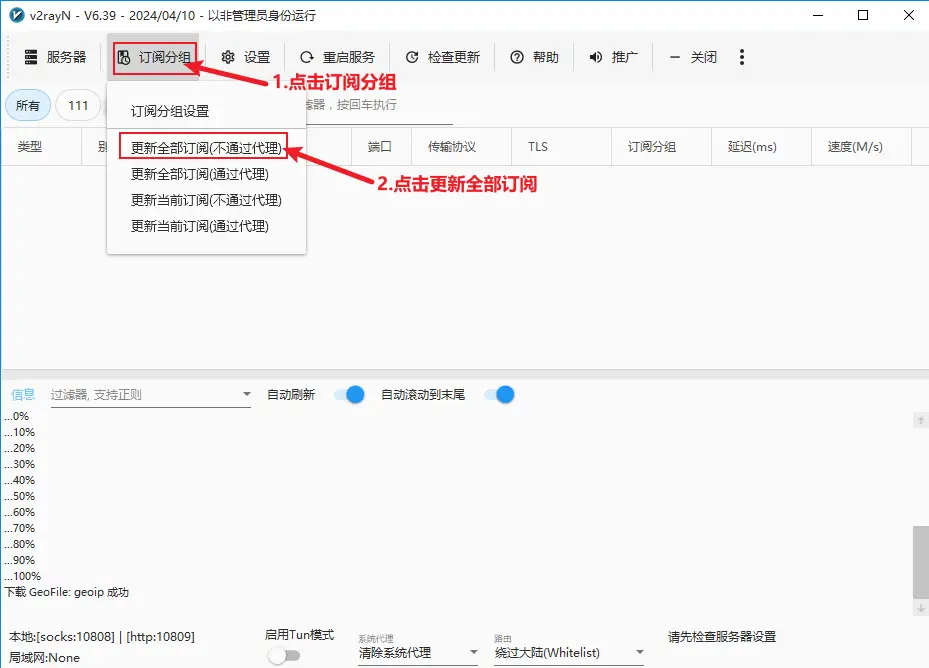 v2rayN - V6.39 - 2024/04/10 - 以非管理员身份运行
服务器 订阅分组 设置 重启服务 检查更新 帮助 推广 关闭
1.点击订阅分组
所有 111 订阅分组设置 滤器，按回车执行
类型 更新全部订阅(不通过代理) 端口 传输协议 TLS 订阅分组 延迟(ms) 速度(M/s)
更新全部订阅(通过代理)
2.点击更新全部订阅
更新当前订阅(不通过代理)
更新当前订阅(通过代理)
信息 过滤器, 支持正则 自动刷新 自动滚动到末尾
...0%
...10%
...20%
...30%
...40%
...50%
...60%
...70%
...80%
...90%
...100%
下载 GeoFile: geoip 成功
本地:[socks:10808] | [http:10809] 启用Tun模式 系统代理 路由 请先检查服务器设置
局域网:None 清除系统代理 绕过大陆(Whitelist)